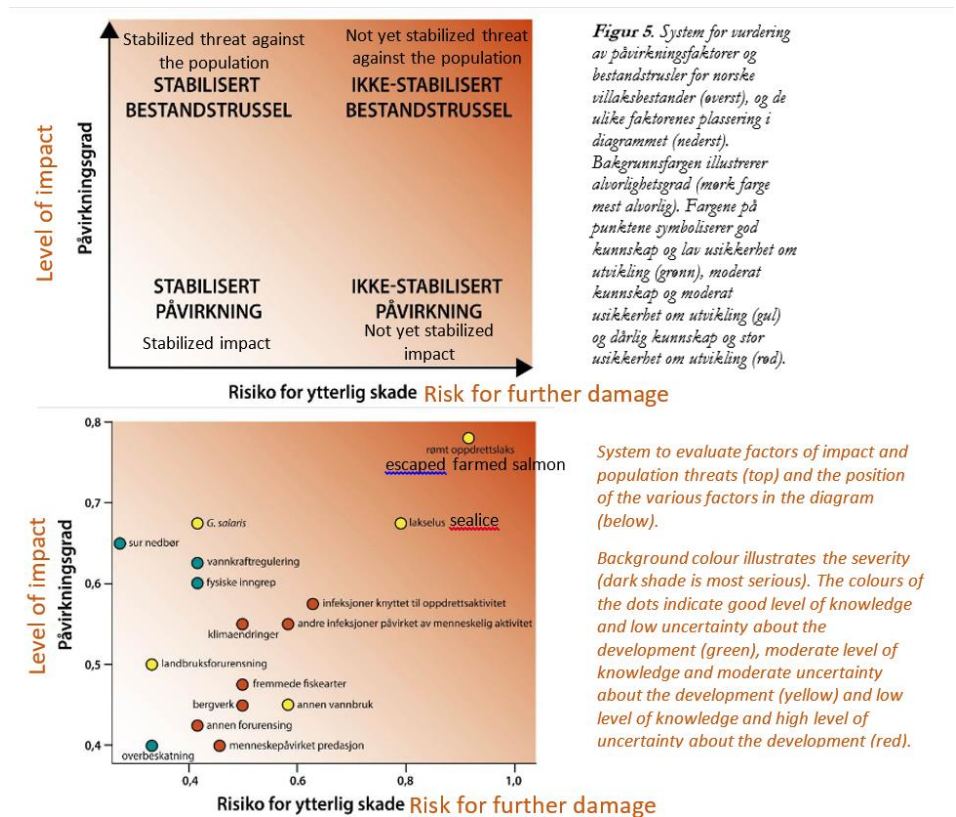 Stabilized threat against
the population
STABILISERT
BESTANDSTRUSSEL
Not yet stabilized threat
against the population
IKKE-STABILISERT
BESTANDSTRUSSEL
Level of impact
Påvirkningsgrad
STABILISERT
PÅVIRKNING
Stabilized impact
IKKE-STABILISERT
PÅVIRKNING
Not yet stabilized
impact
Risiko for ytterlig skade Risk for further damage
Figur 5. System for vurdering
av påvirkningsfaktorer og
bestandstrusler for norske
villaksbestander (øverst), og de
ulike faktorenes plassering i
diagrammet (nederst).
Bakgrunnsfargen illustrerer
alvorlighetsgrad (mørk farge
mest alvorlig). Fargene på
punktene symboliserer god
kunnskap og lav usikkerhet om
utvikling (grønn), moderat
kunnskap og moderat
usikkerhet om utvikling (gul)
og dårlig kunnskap og stor
usikkerhet om utvikling (rød).
Level of impact
Påvirkningsgrad
0,8
0,7
0,6
0,5
0,4
rømt oppdrettslaks
escaped farmed salmon
G. salaris
lakselus sealice
sur nedbør
vannkraftregulering
fysiske inngrep
infeksjoner knyttet til oppdrettsaktivitet
klimaendringer
andre infeksjoner påvirket av menneskelig aktivitet
landbruksforurensning
fremmede fiskearter
bergverk
annen vannbruk
annen forurensing
overbeskatning
menneskepåvirket predasjon
0,4
0.6
0,8
1,0
Risiko for ytterlig skade Risk for further damage
System to evaluate factors of impact and
population threats (top) and the position
of the various factors in the diagram
(below).
Background colour illustrates the severity
(dark shade is most serious). The colours of
the dots indicate good level of knowledge
and low uncertainty about the
development (green), moderate level of
knowledge and moderate uncertainty
about the development (yellow) and low
level of knowledge and high level of
uncertainty about the development (red).